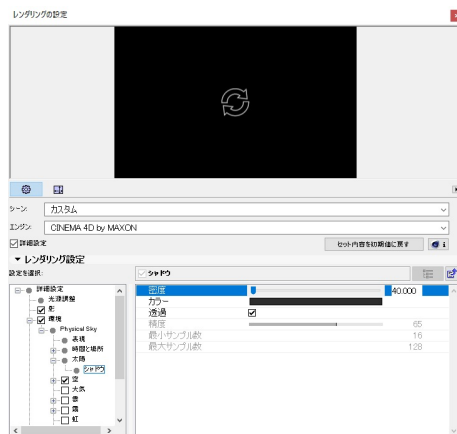 レンダリングの設定
シーン: カスタム
エンジン: CINEMA 4D by MAXON
詳細設定
セット内容を初期値に戻す
レンダリング設定
設定を選択:
シャドウ
詳細設定
光源調整
影
環境
Physical Sky
表現
時間と場所
太陽
シャドウ
空
大気
雲
霧
虹
密度 40.000
カラー
透過
精度 65
最小サンプル数 16
最大サンプル数 128